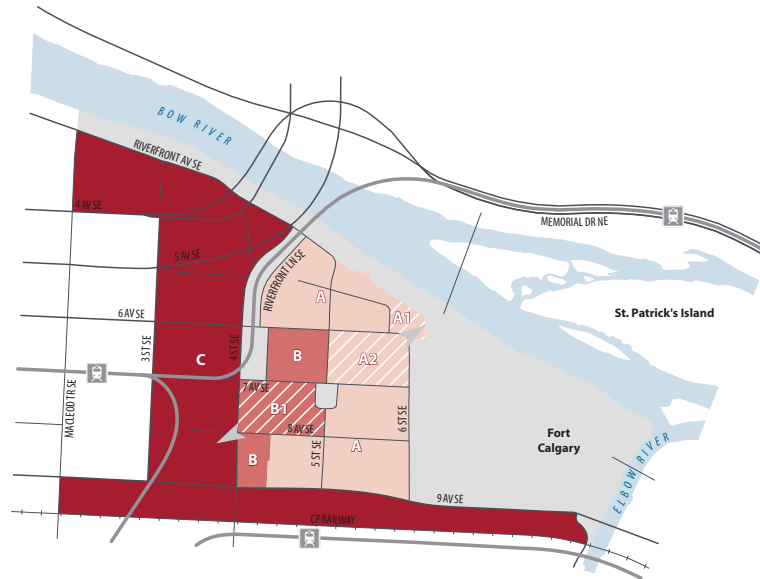 BOW RIVER
RIVERFRONT AV SE
4 AV SE
MEMORIAL DR NE
5 AV SE
RIVERFRONT LN SE
A
A1
6 AV SE
St. Patrick's Island
3 ST SE
C
4 ST SE
B
A2
7 AV SE
MACLEOD TR SE
B1
8 AV SE
6 ST SE
Fort
Calgary
B
5 ST SE
A
ELBOW RIVER
9 AV SE
CP RAILWAY